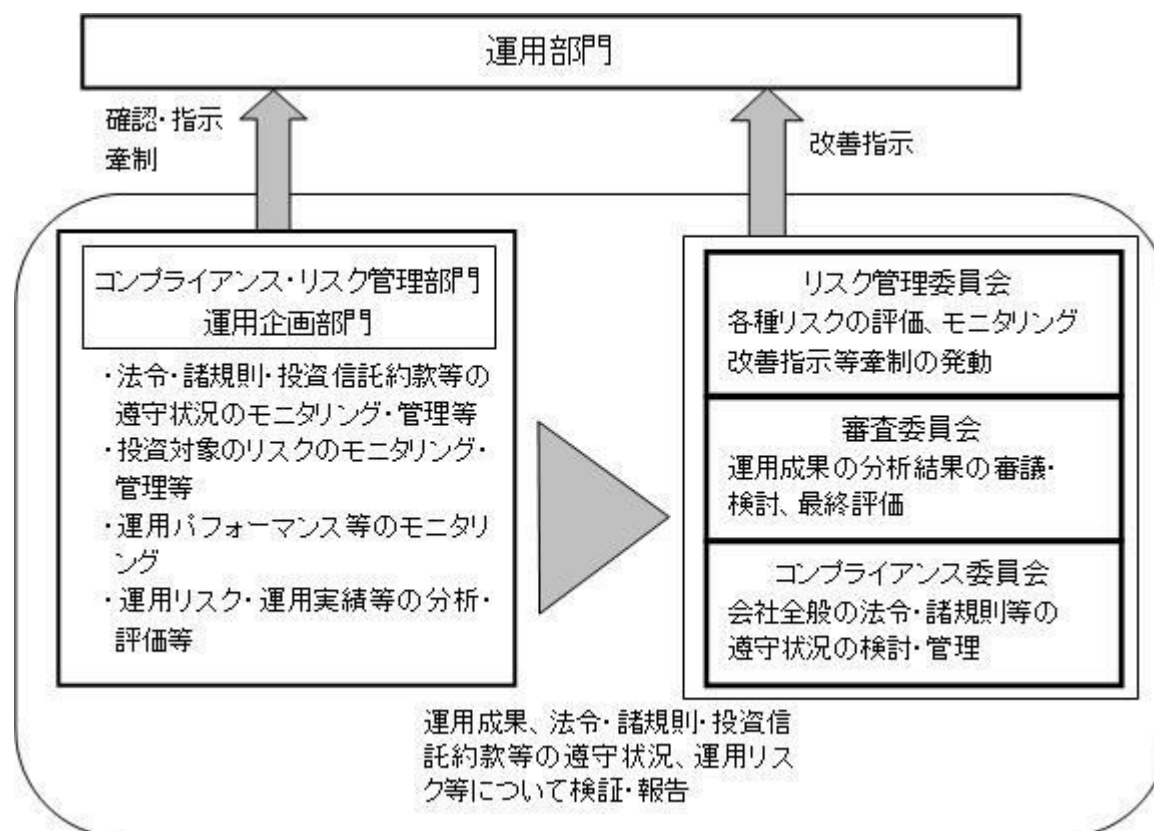 運用部門
確認・指示
牽制
改善指示
コンプライアンス・リスク管理部門
運用企画部門
・法令・諸規則・投資信託約款等の
遵守状況のモニタリング・管理等
・投資対象のリスクのモニタリング・
管理等
・運用パフォーマンス等のモニタリ
ング
・運用リスク・運用実績等の分析・
評価等
リスク管理委員会
各種リスクの評価、モニタリング
改善指示等牽制の発動
審査委員会
運用成果の分析結果の審議・
検討、最終評価
コンプライアンス委員会
会社全般の法令・諸規則等の
遵守状況の検討・管理
運用成果、法令・諸規則・投資信
託約款等の遵守状況、運用リス
ク等について検証・報告